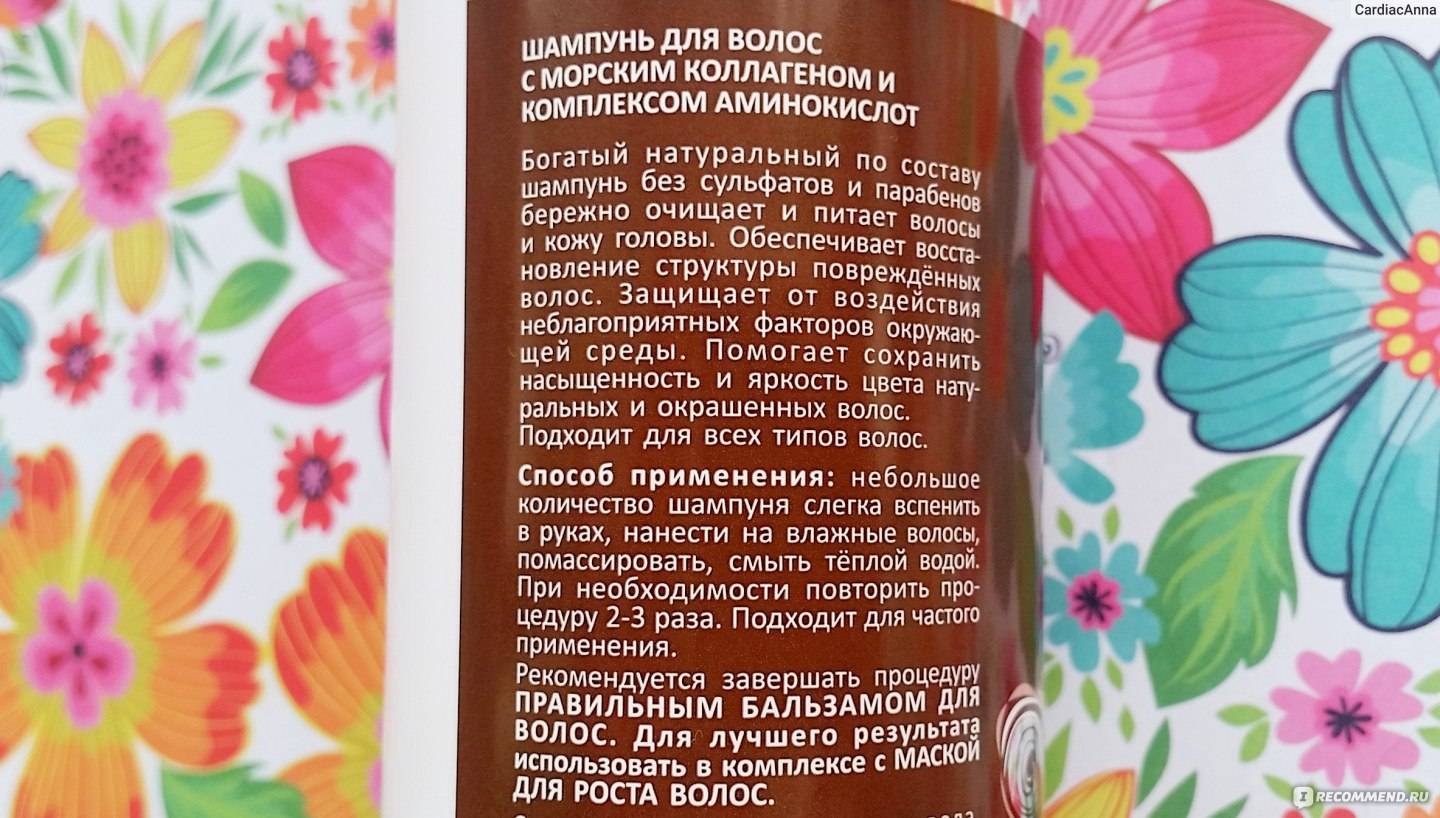 CardiacAnna
ШАМПУНЬ ДЛЯ ВОЛОС
С МОРСКИМ КОЛЛАГЕНОМ И
КОМПЛЕКСОМ АМИНОКИСЛОТ
Богатый натуральный по составу
шампунь без сульфатов и парабенов
бережно очищает и питает волосы
и кожу головы. Обеспечивает восста-
новление структуры повреждённых
волос. Защищает от воздействия
неблагоприятных факторов окружаю-
щей среды. Помогает сохранить
насыщенность и яркость цвета нату-
ральных и окрашенных волос.
Подходит для всех типов волос.
Способ применения: небольшое
количество шампуня слегка вспенить
в руках, нанести на влажные волосы,
помассировать, смыть тёплой водой.
При необходимости повторить про-
цедуру 2-3 раза. Подходит для частого
применения.
Рекомендуется завершать процедуру
ПРАВИЛЬНЫМ БАЛЬЗАМОМ ДЛЯ
ВОЛОС. Для лучшего результата
использовать в комплексе с МАСКОЙ
ДЛЯ РОСТА ВОЛОС.
IRECOMMEND.RU